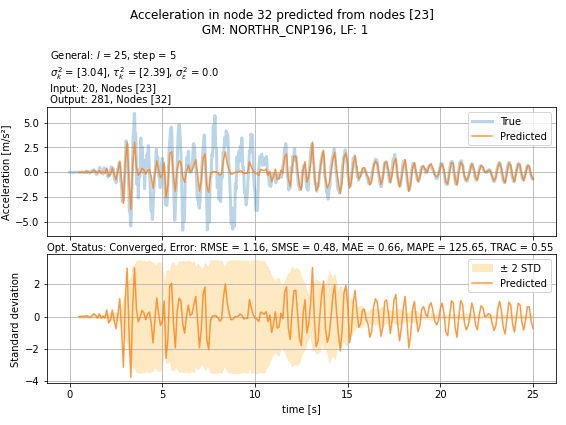 Acceleration in node 32 predicted from nodes [23]
GM: NORTHR_CNP196, LF: 1
General: l = 25, step = 5
σ²ₖ = [3.04], τ²ₖ = [2.39], σ²ε = 0.0
Input: 20, Nodes [23]
Output: 281, Nodes [32]
Acceleration [m/s²]
5.0
2.5
0.0
−2.5
−5.0
True
Predicted
Opt. Status: Converged, Error: RMSE = 1.16, SMSE = 0.48, MAE = 0.66, MAPE = 125.65, TRAC = 0.55
Standard deviation
2
0
−2
−4
± 2 STD
Predicted
0
5
10
15
20
25
time [s]